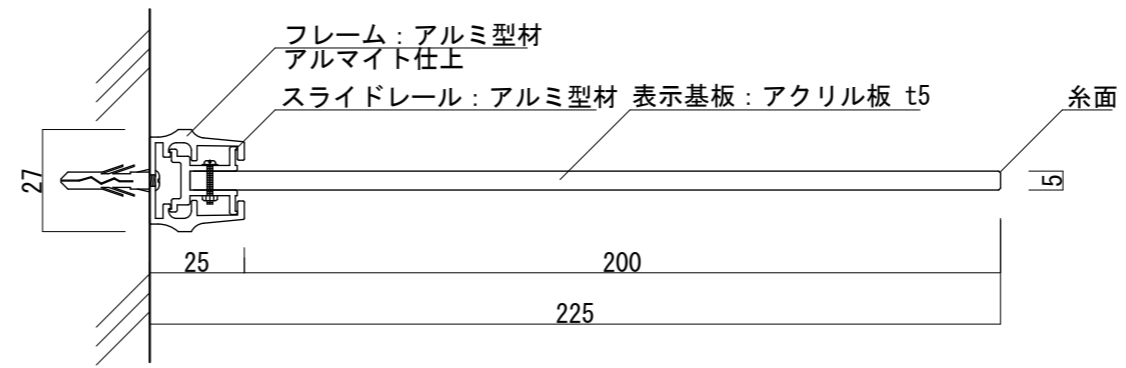 フレーム：アルミ型材
アルマイト仕上
スライドレール：アルミ型材
表示基板：アクリル板 t5
糸面
27
5
25
200
225